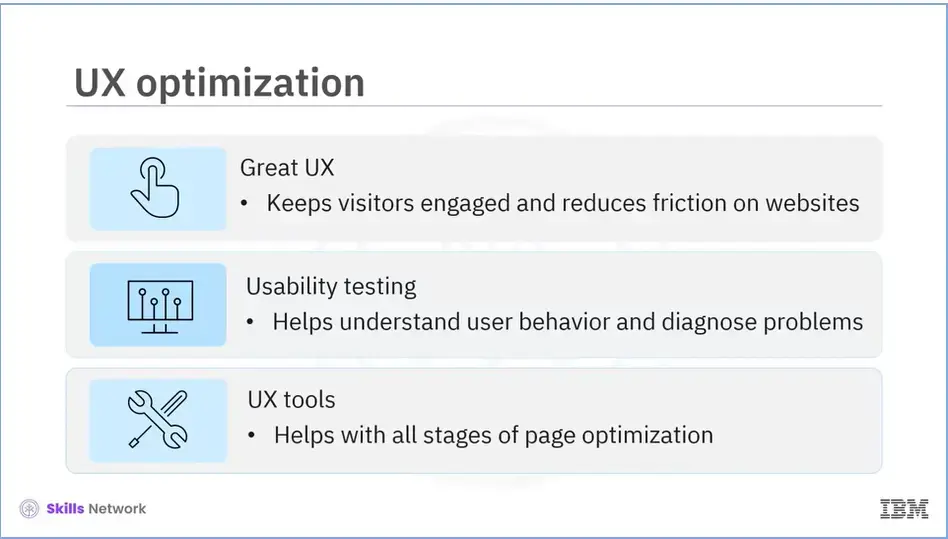 UX optimization
Great UX
• Keeps visitors engaged and reduces friction on websites
Usability testing
• Helps understand user behavior and diagnose problems
UX tools
• Helps with all stages of page optimization
Skills Network
IBM